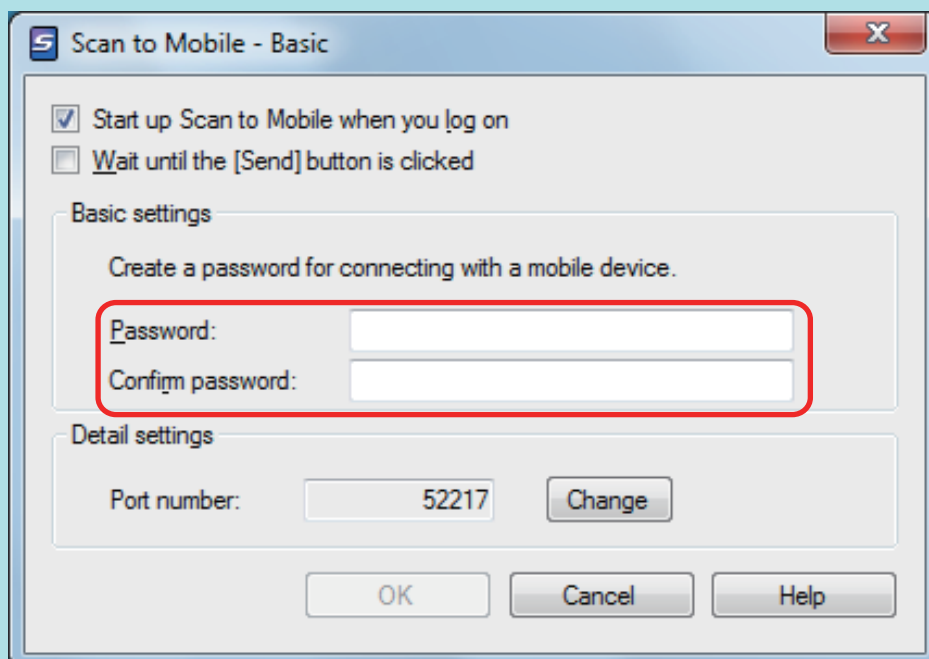 Scan to Mobile - Basic
Start up Scan to Mobile when you log on
Wait until the [Send] button is clicked
Basic settings
Create a password for connecting with a mobile device.
Password:
Confirm password:
Detail settings
Port number: 52217 Change
OK Cancel Help